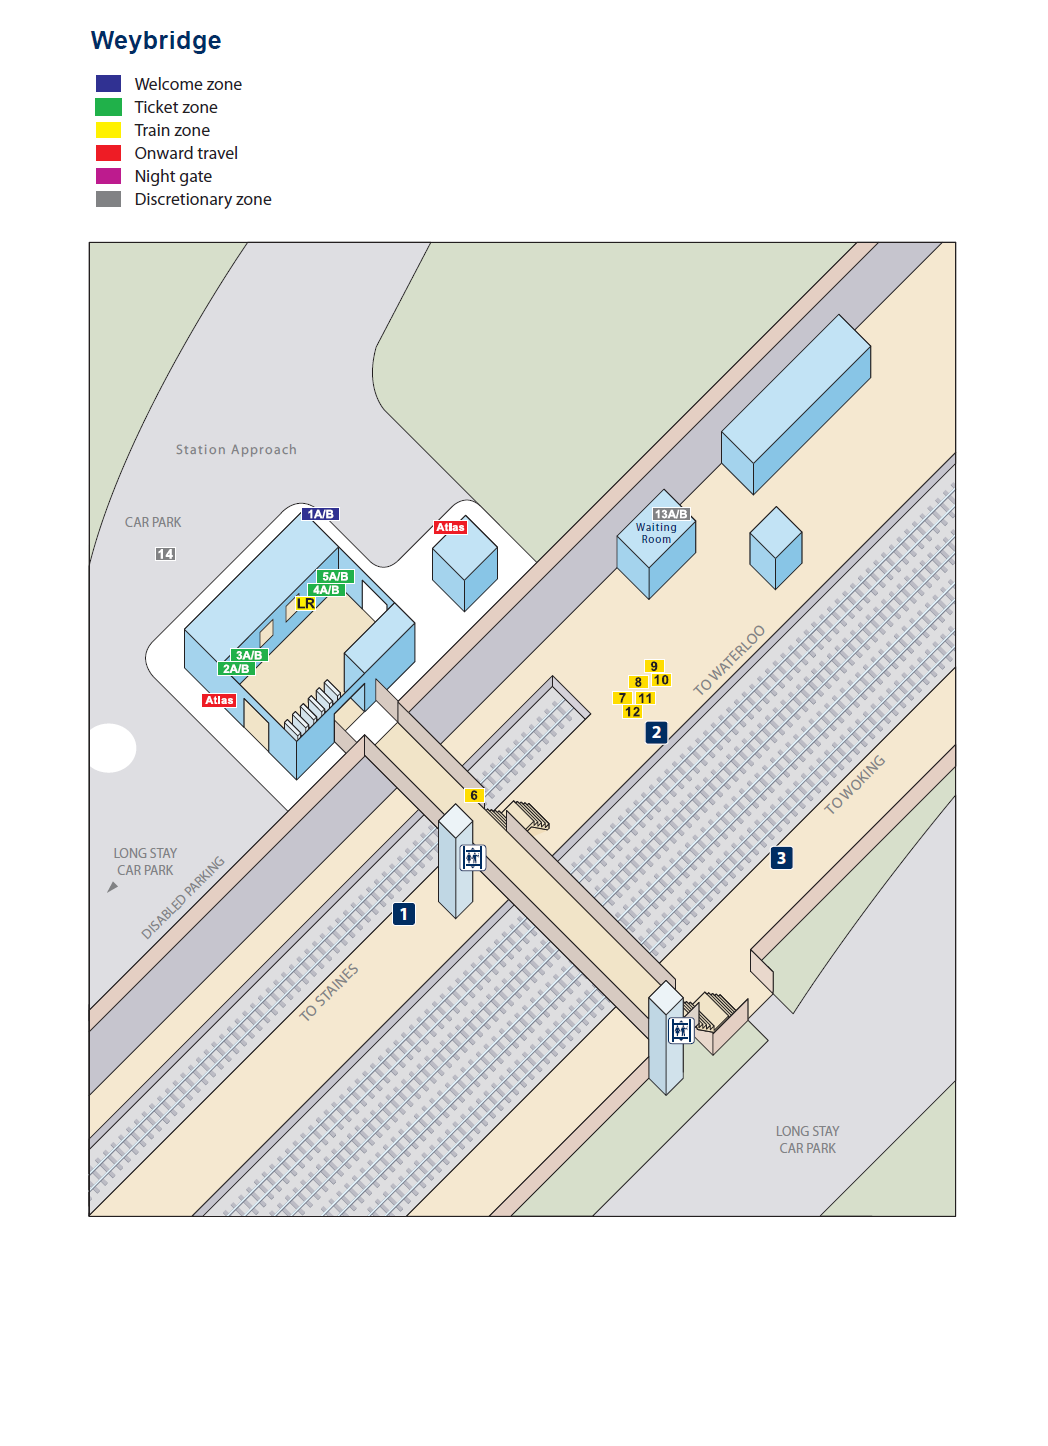 Weybridge
Welcome zone
Ticket zone
Train zone
Onward travel
Night gate
Discretionary zone
Station Approach
CAR PARK
14
1A/B
Atlas
13A/B
Waiting
Room
5A/B
4A/B
LR
3A/B
2A/B
Atlas
9
8
10
7
11
12
2
TO WATERLOO
6
TO WOKING
3
LONG STAY
CAR PARK
DISABLED PARKING
1
TO STAINES
LONG STAY
CAR PARK